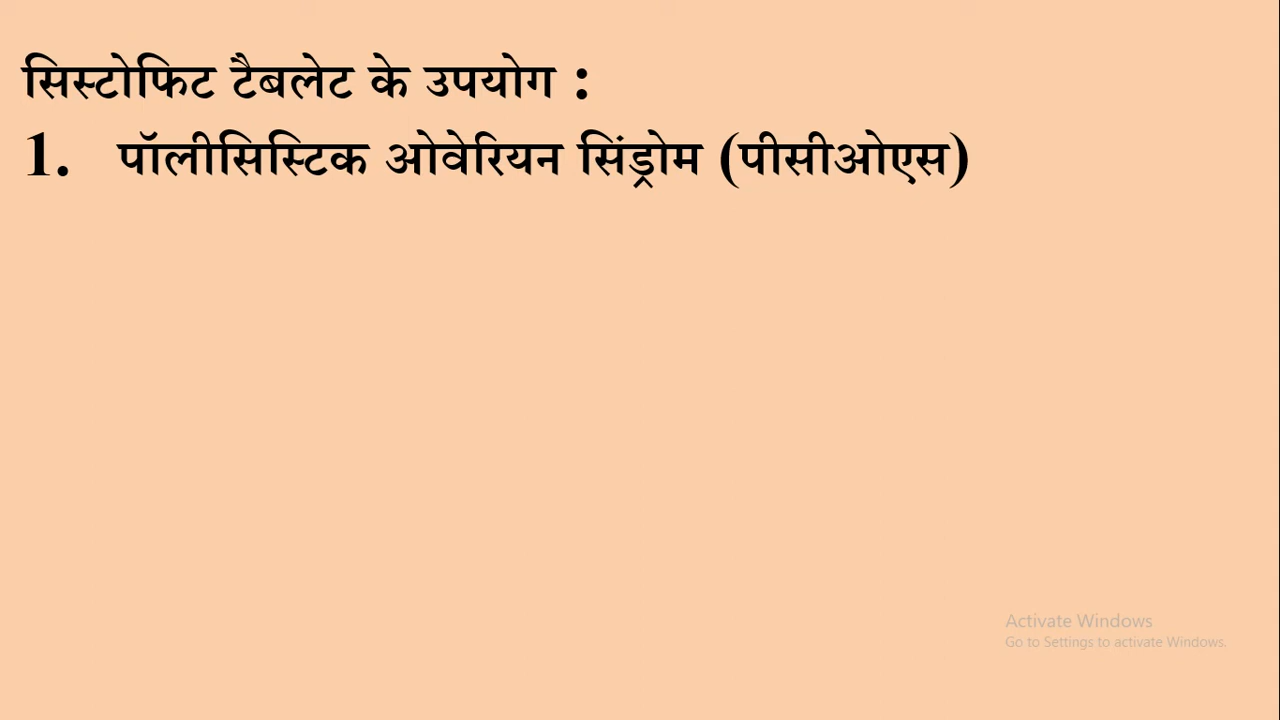 सिस्टोफिट टैबलेट के उपयोग :
1. पॉलीसिस्टिक ओवेरियन सिंड्रोम (पीसीओएस)
Activate Windows
Go to Settings to activate Windows.